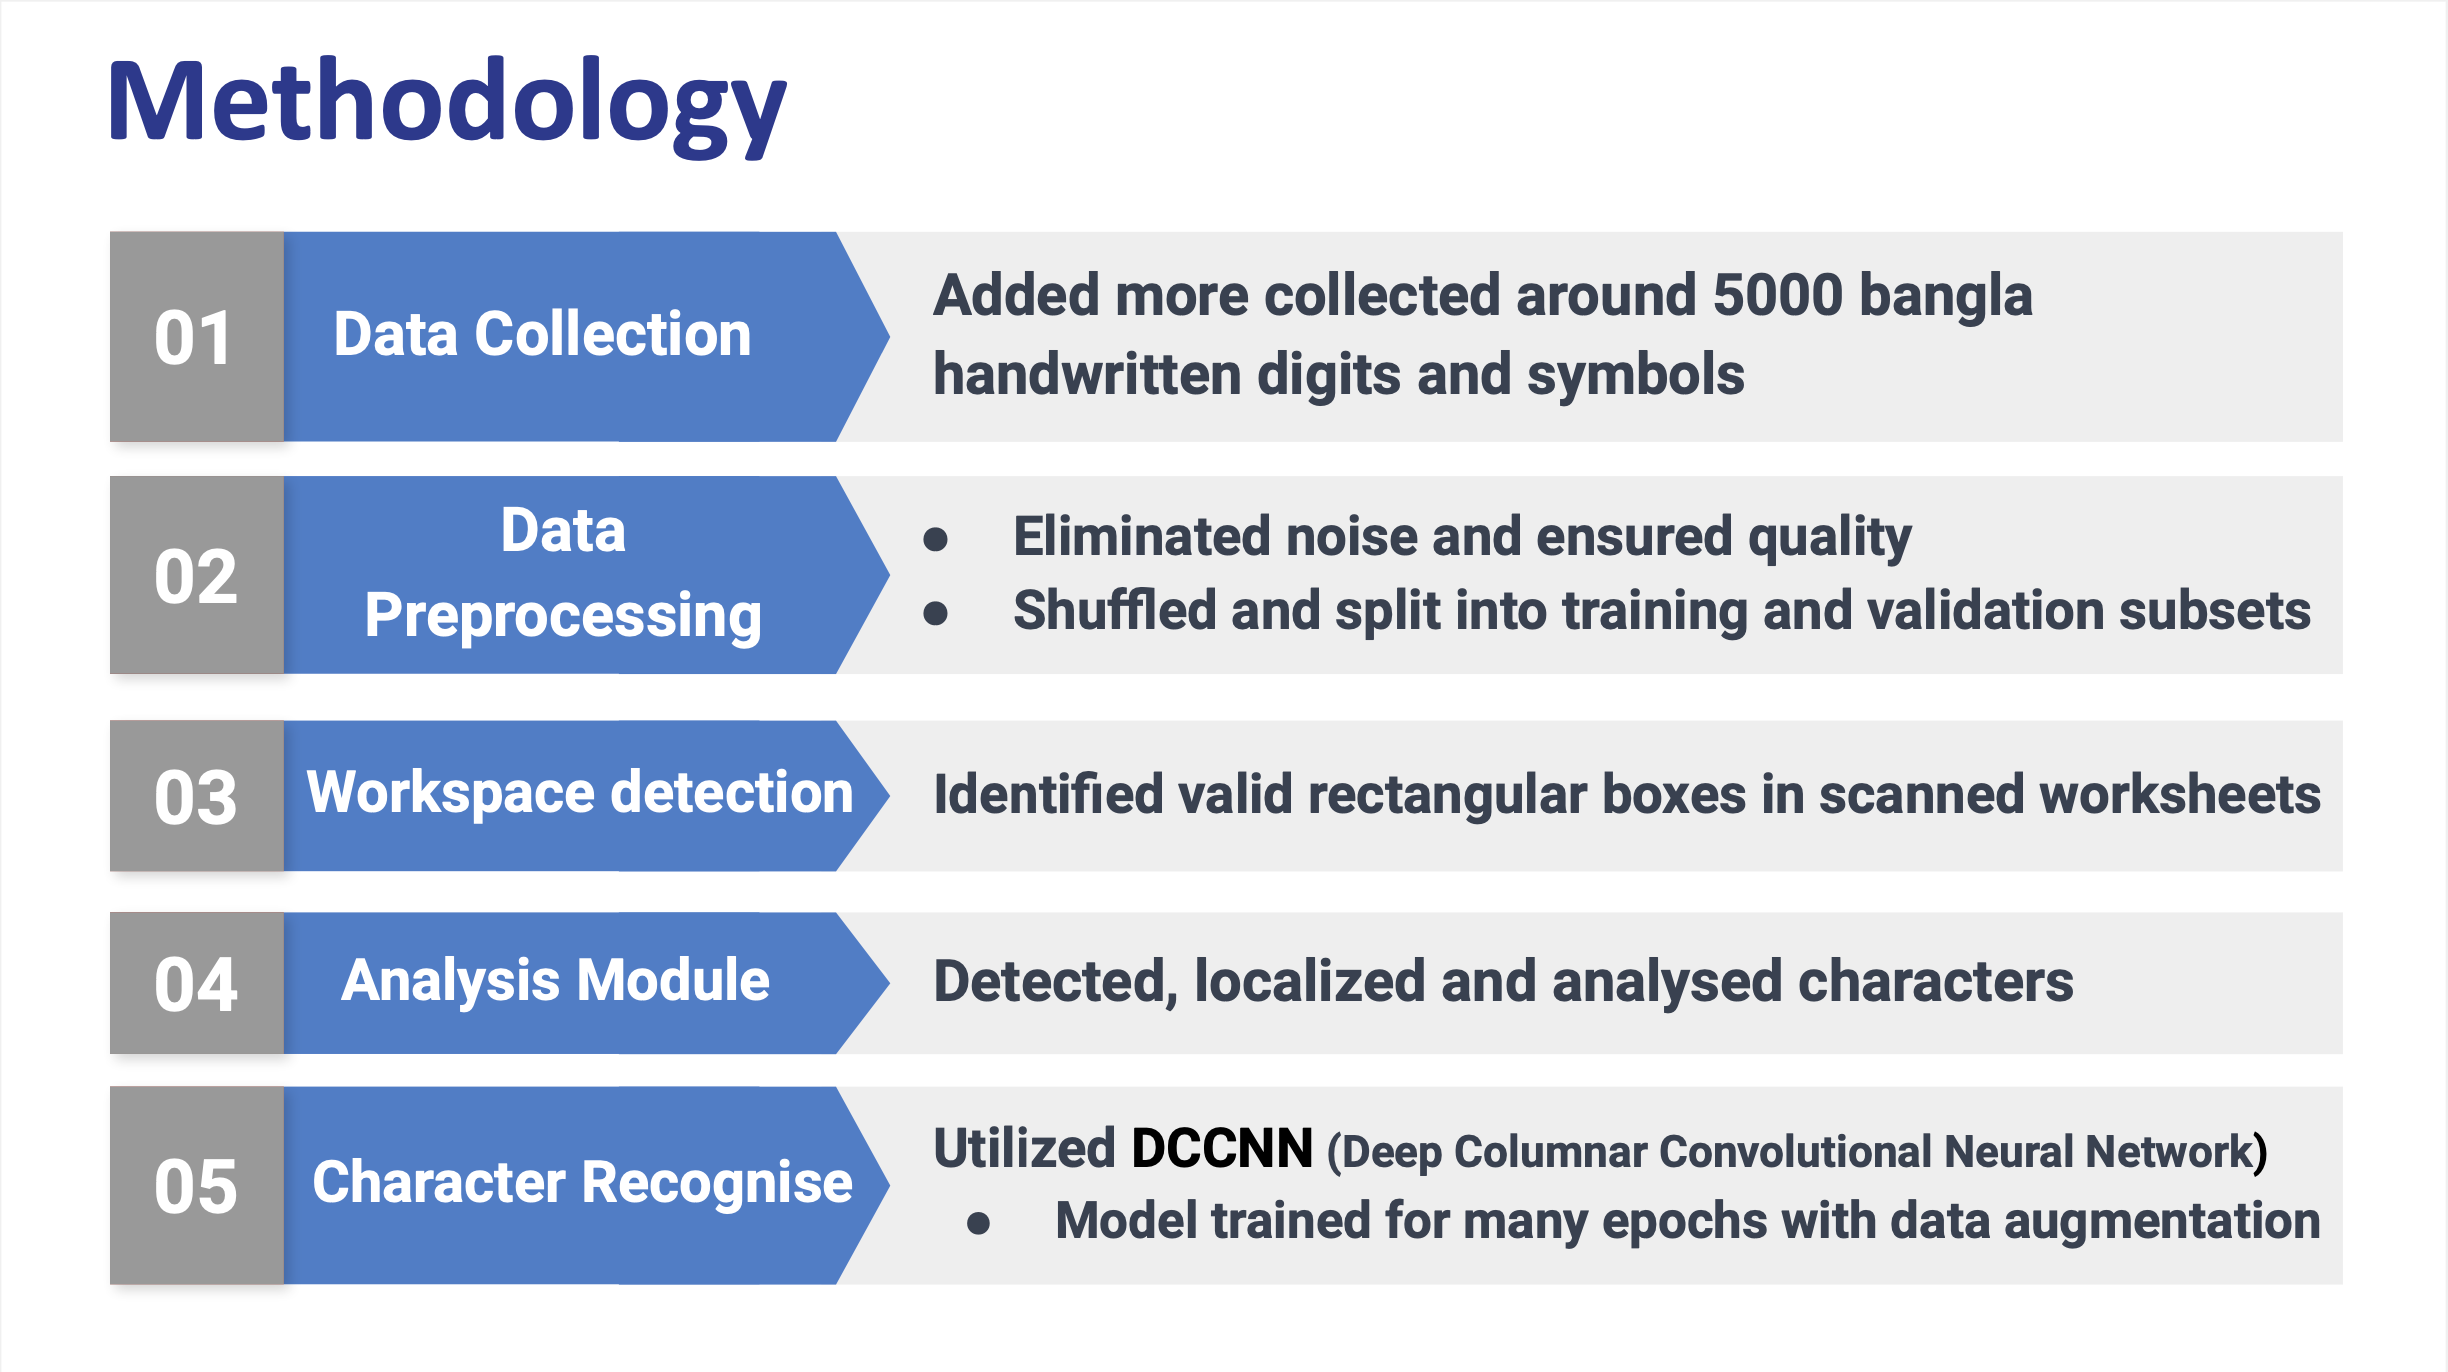 Methodology
01
Data Collection
Added more collected around 5000 bangla
handwritten digits and symbols
02
Data
Preprocessing
● Eliminated noise and ensured quality
● Shuffled and split into training and validation subsets
03
Workspace detection
Identified valid rectangular boxes in scanned worksheets
04
Analysis Module
Detected, localized and analysed characters
05
Character Recognise
Utilized DCCNN (Deep Columnar Convolutional Neural Network)
● Model trained for many epochs with data augmentation